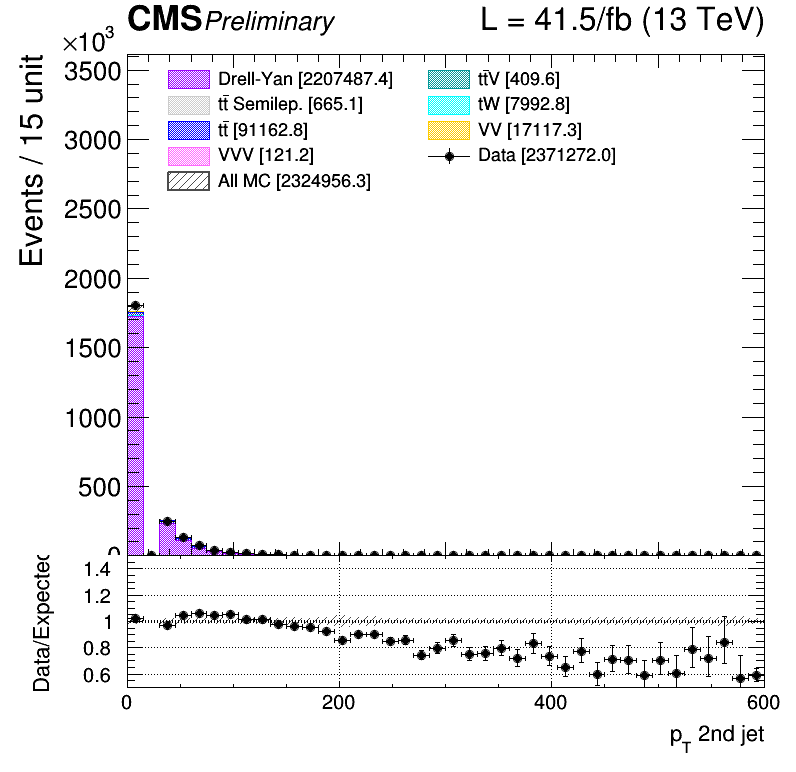 CMS Preliminary L = 41.5/fb (13 TeV)
×10³
Events / 15 unit
3500
3000
2500
2000
1500
1000
500
0
Drell-Yan [2207487.4]
tt̄ Semilep. [665.1]
tt̄ [91162.8]
VVV [121.2]
All MC [2324956.3]
tt̄V [409.6]
tW [7992.8]
VV [17117.3]
Data [2371272.0]
Data/Expected
1.4
1.2
1
0.8
0.6
0 200 400 600
p_T 2nd jet